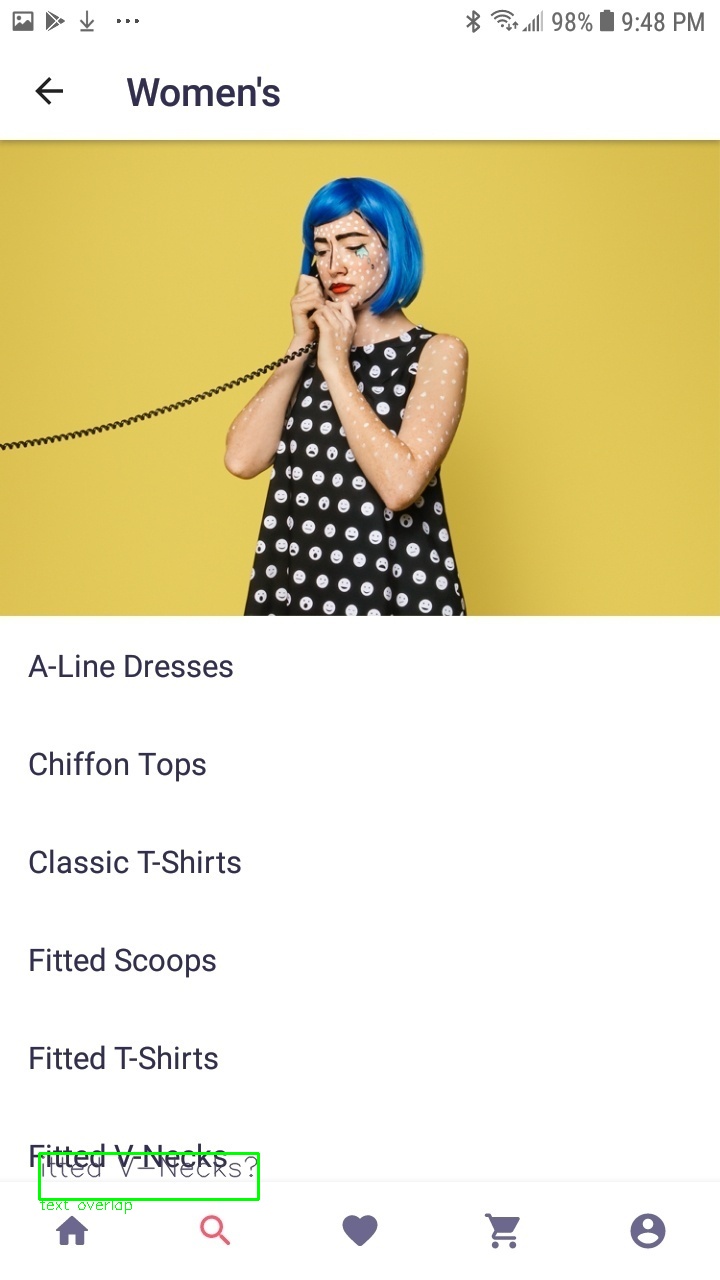 98% 9:48 PM
Women's
A-Line Dresses
Chiffon Tops
Classic T-Shirts
Fitted Scoops
Fitted T-Shirts
Fitted V-Necks
itted V-Necks?
text overlap